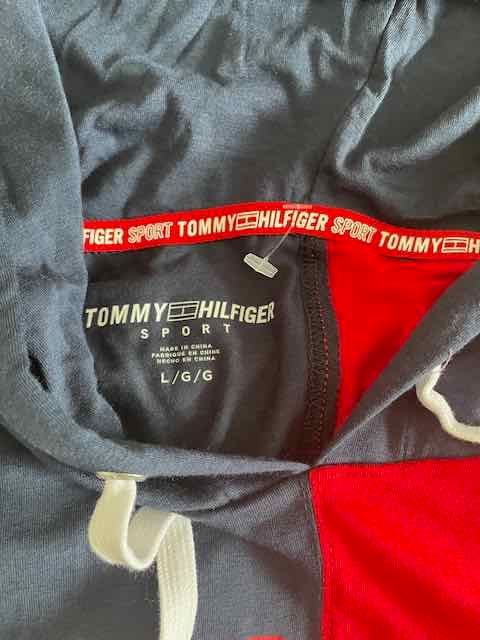 FIGER SPORT TOMMY HILFIGER SPORT TOMMY H
TOMMY HILFIGER
SPORT
MADE IN CHINA
FABRIQUÉ EN CHINE
HECHO EN CHINA
L/G/G